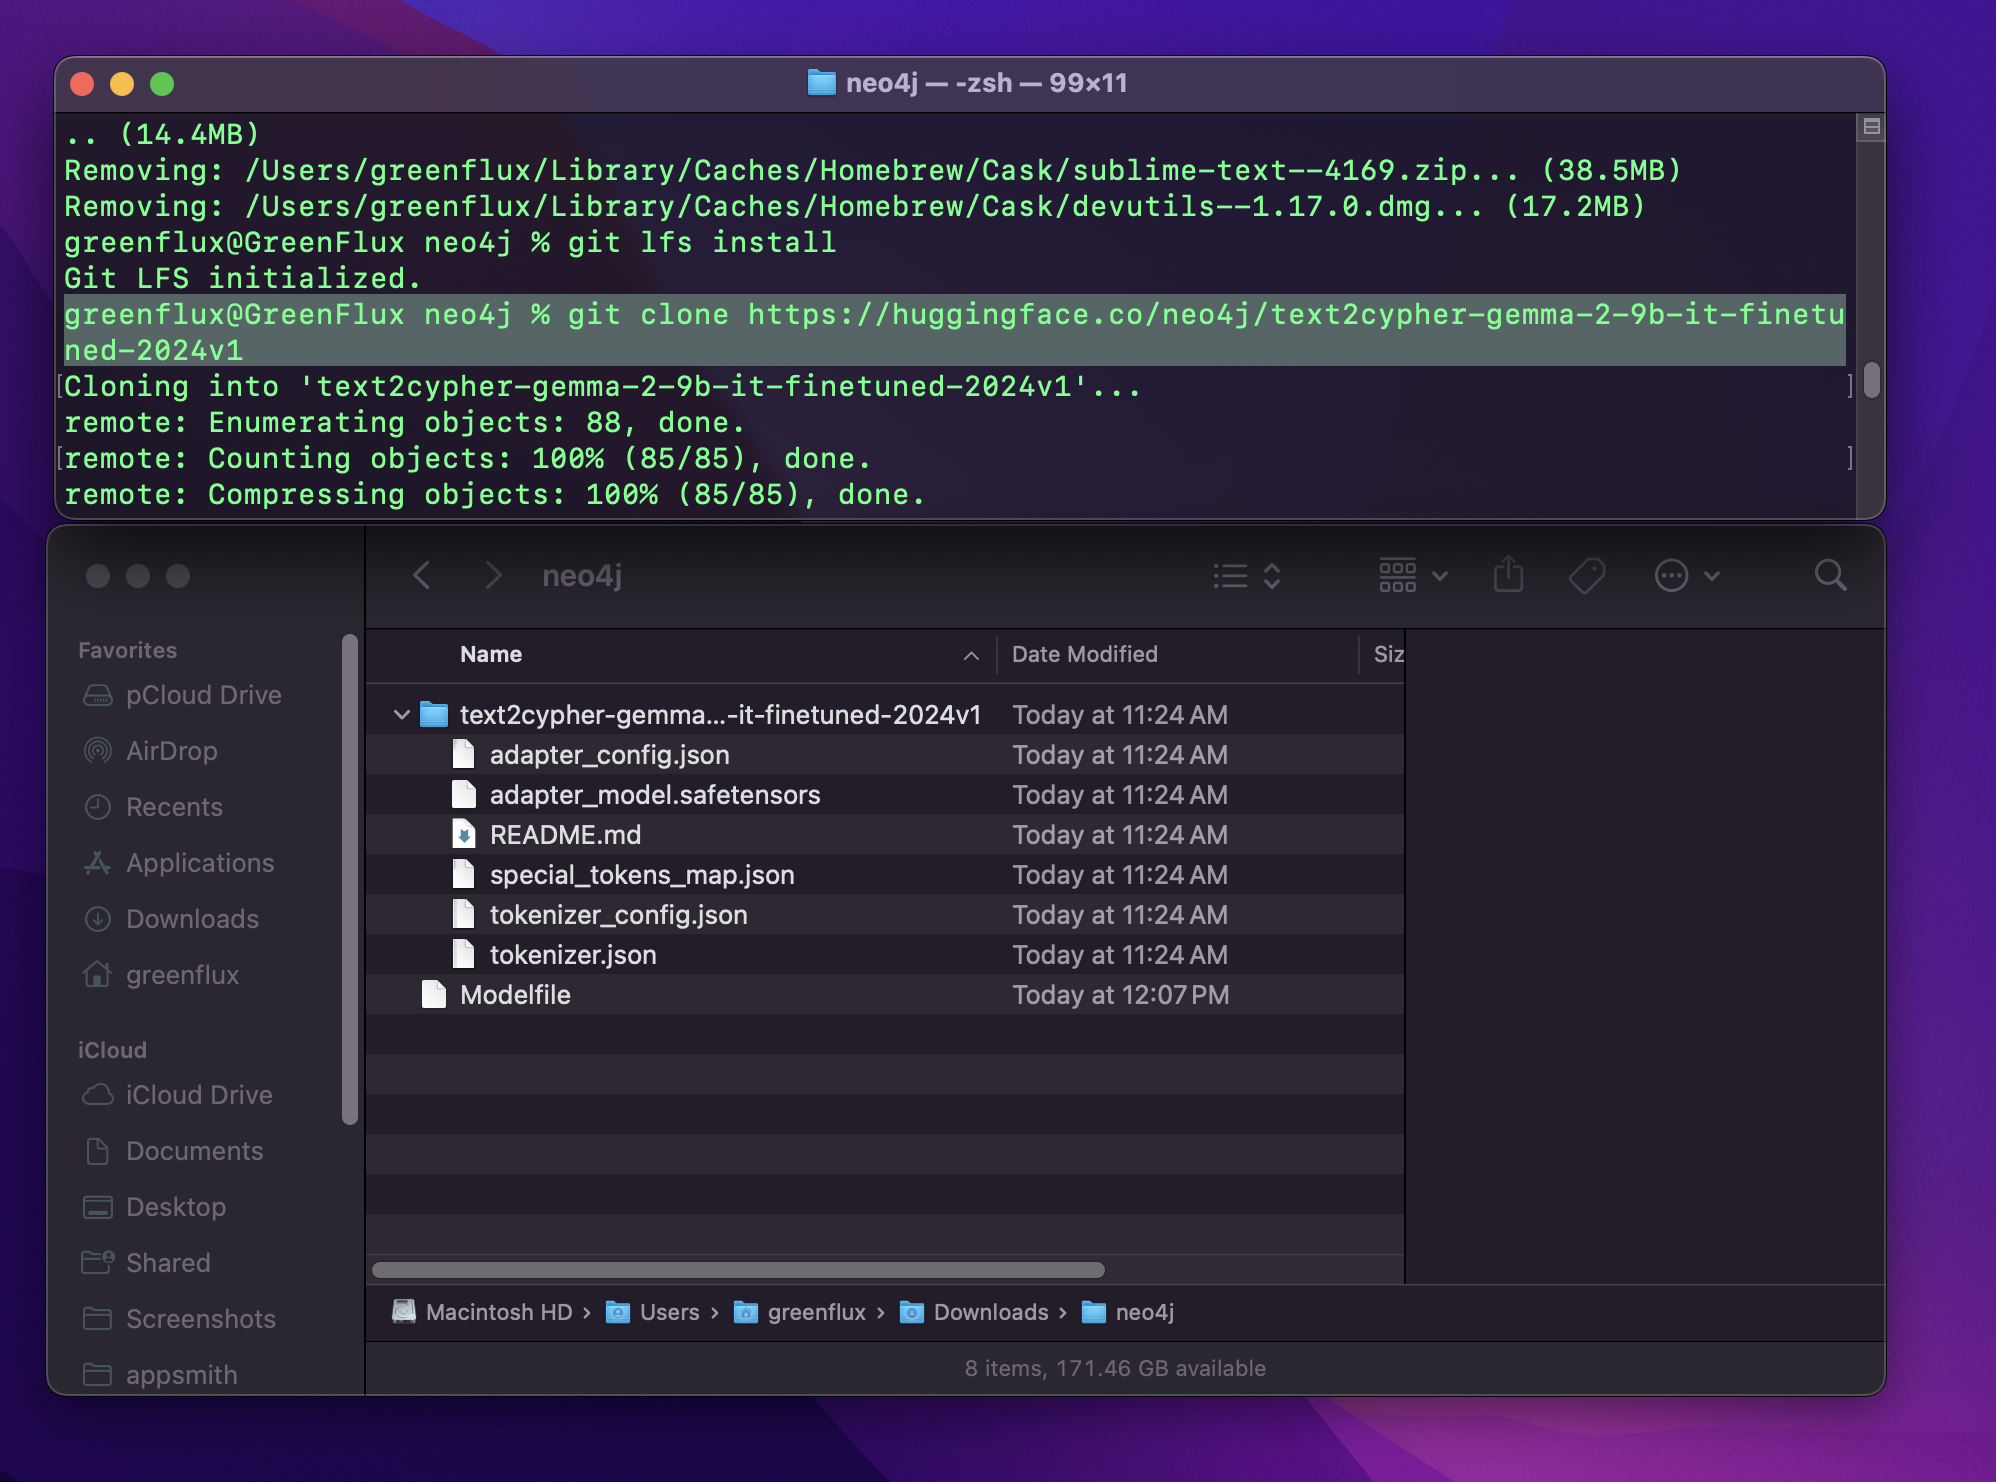 neo4j — -zsh — 99×11
.. (14.4MB)
Removing: /Users/greenflux/Library/Caches/Homebrew/Cask/sublime-text--4169.zip... (38.5MB)
Removing: /Users/greenflux/Library/Caches/Homebrew/Cask/devutils--1.17.0.dmg... (17.2MB)
greenflux@GreenFlux neo4j % git lfs install
Git LFS initialized.
greenflux@GreenFlux neo4j % git clone https://huggingface.co/neo4j/text2cypher-gemma-2-9b-it-finetu
ned-2024v1
[Cloning into 'text2cypher-gemma-2-9b-it-finetuned-2024v1'... ]
remote: Enumerating objects: 88, done.
[remote: Counting objects: 100% (85/85), done. ]
remote: Compressing objects: 100% (85/85), done.
neo4j
Favorites
pCloud Drive
AirDrop
Recents
Applications
Downloads
greenflux
iCloud
iCloud Drive
Documents
Desktop
Shared
Screenshots
appsmith
Name Date Modified Siz
text2cypher-gemma...-it-finetuned-2024v1 Today at 11:24 AM
adapter_config.json Today at 11:24 AM
adapter_model.safetensors Today at 11:24 AM
README.md Today at 11:24 AM
special_tokens_map.json Today at 11:24 AM
tokenizer_config.json Today at 11:24 AM
tokenizer.json Today at 11:24 AM
Modelfile Today at 12:07 PM
Macintosh HD › Users › greenflux › Downloads › neo4j
8 items, 171.46 GB available